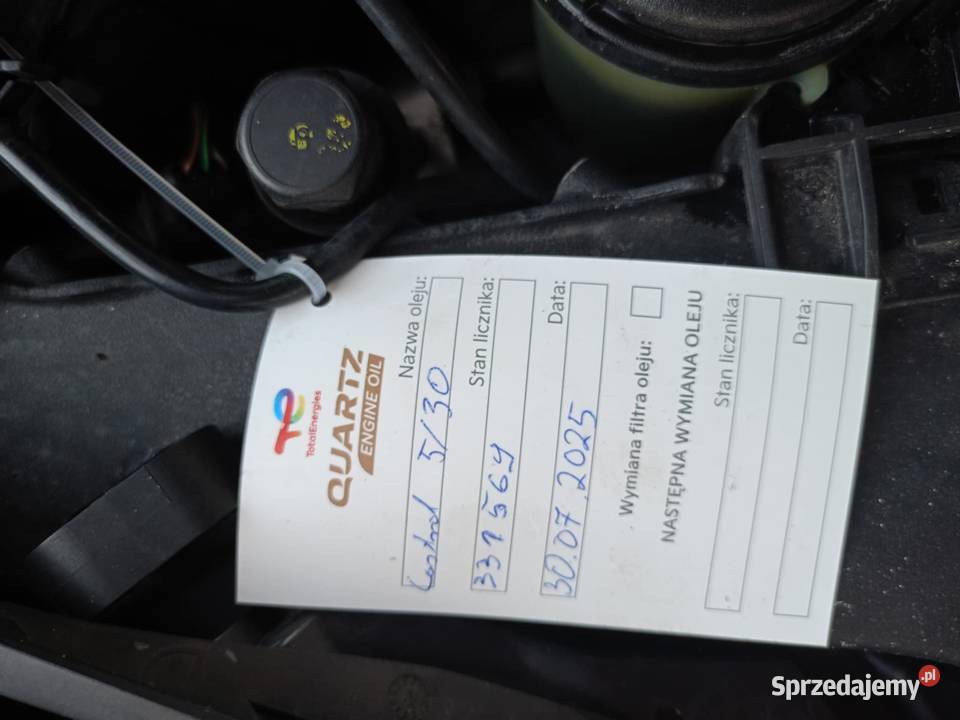 TotalEnergies
QUARTZ
ENGINE OIL
Nazwa oleju:
Castrol 5/30
Stan licznika:
331564
Data:
30.07.2025
Wymiana filtra oleju:
NASTĘPNA WYMIANA OLEJU
Stan licznika:
Data:
Sprzedajemy.pl